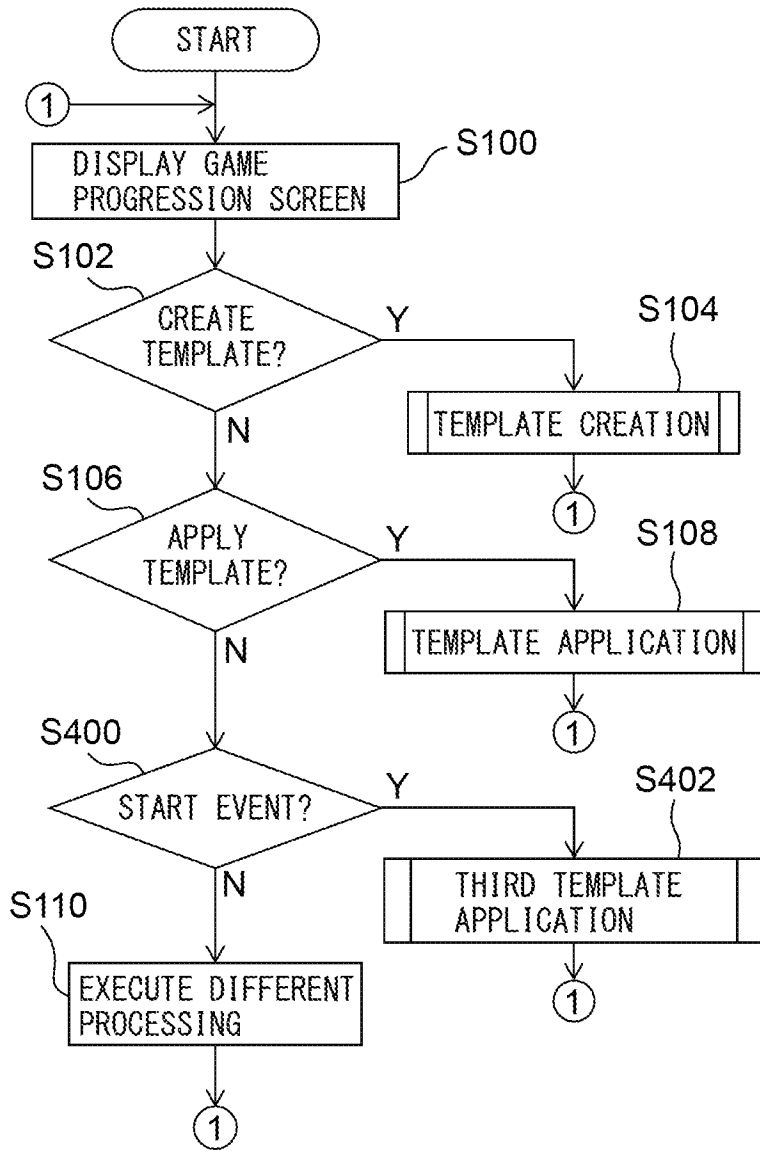 START
1
S100
DISPLAY GAME
PROGRESSION SCREEN
S102
CREATE
TEMPLATE?
Y
S104
TEMPLATE CREATION
1
N
S106
APPLY
TEMPLATE?
Y
S108
TEMPLATE APPLICATION
1
N
S400
START EVENT?
Y
S402
THIRD TEMPLATE
APPLICATION
1
N
S110
EXECUTE DIFFERENT
PROCESSING
1